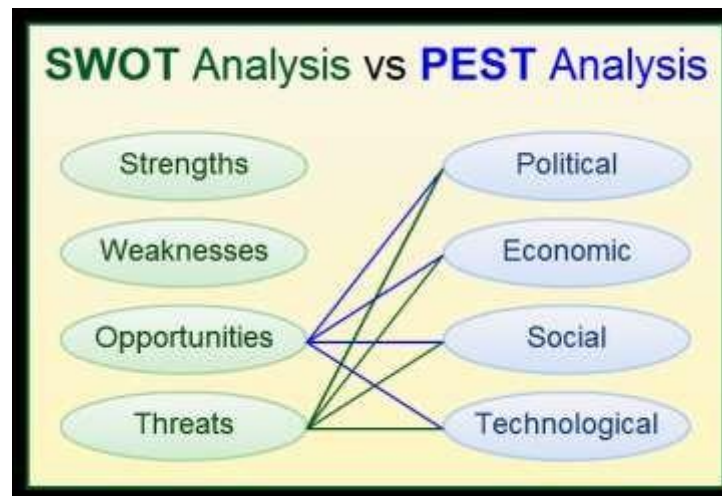 SWOT Analysis vs PEST Analysis
Strengths
Political
Weaknesses
Economic
Opportunities
Social
Threats
Technological